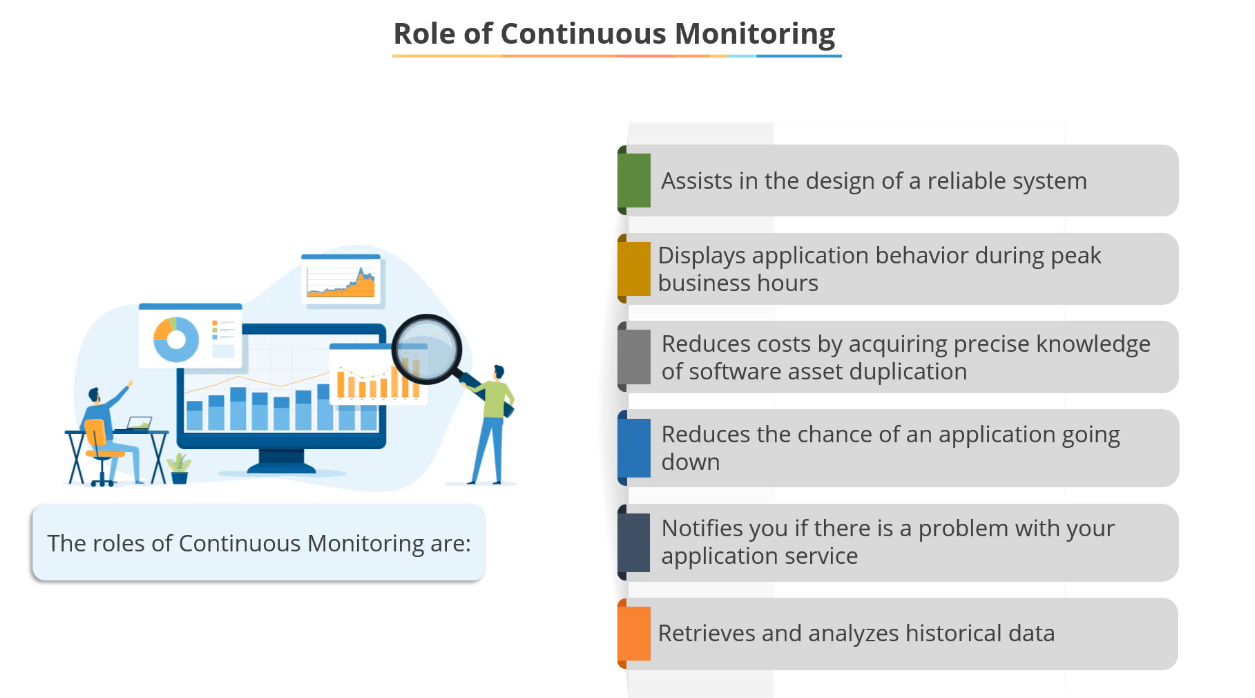 Role of Continuous Monitoring
The roles of Continuous Monitoring are:
Assists in the design of a reliable system
Displays application behavior during peak
business hours
Reduces costs by acquiring precise knowledge
of software asset duplication
Reduces the chance of an application going
down
Notifies you if there is a problem with your
application service
Retrieves and analyzes historical data